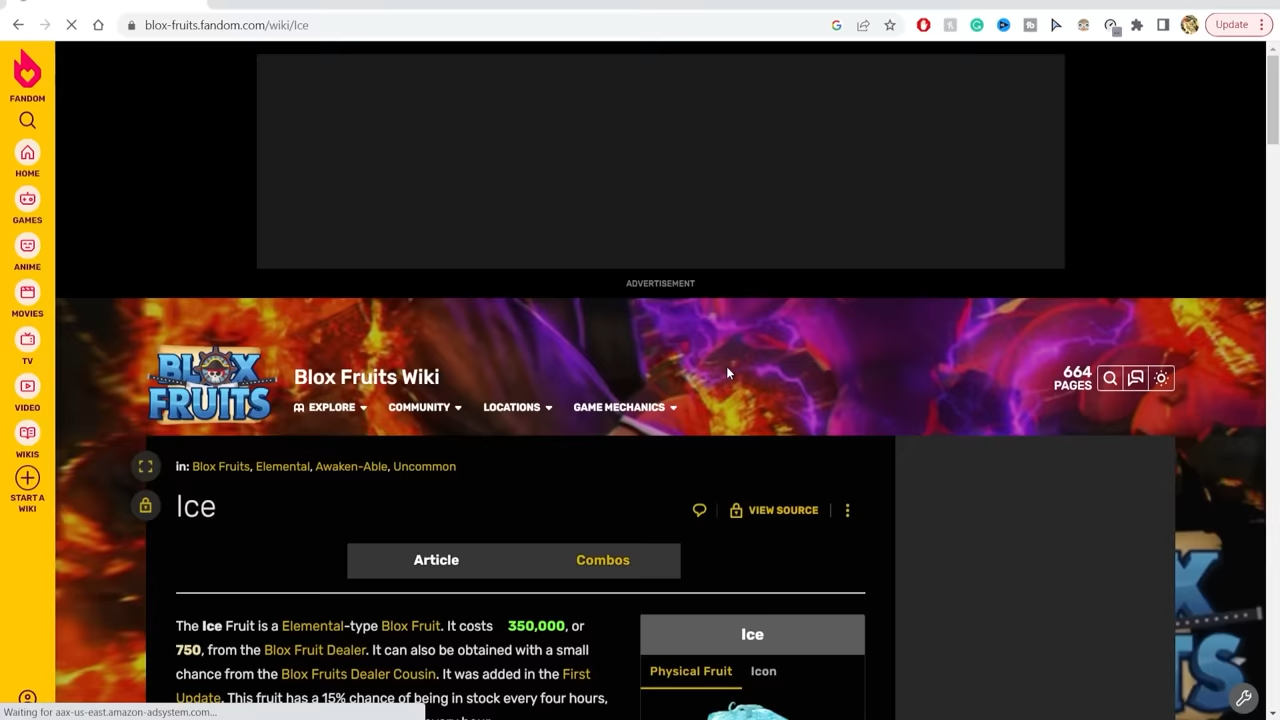 blox-fruits.fandom.com/wiki/Ice
Update
FANDOM
HOME
GAMES
ANIME
MOVIES
TV
VIDEO
WIKIS
START A
WIKI
ADVERTISEMENT
BLOX
FRUITS
Blox Fruits Wiki
EXPLORE COMMUNITY LOCATIONS GAME MECHANICS
664
PAGES
in: Blox Fruits, Elemental, Awaken-Able, Uncommon
Ice
VIEW SOURCE
Article Combos
The Ice Fruit is a Elemental-type Blox Fruit. It costs 350,000, or
750, from the Blox Fruit Dealer. It can also be obtained with a small
chance from the Blox Fruits Dealer Cousin. It was added in the First
Update. This fruit has a 15% chance of being in stock every four hours,
Ice
Physical Fruit Icon
Waiting for aax-us-east.amazon-adsystem.com...